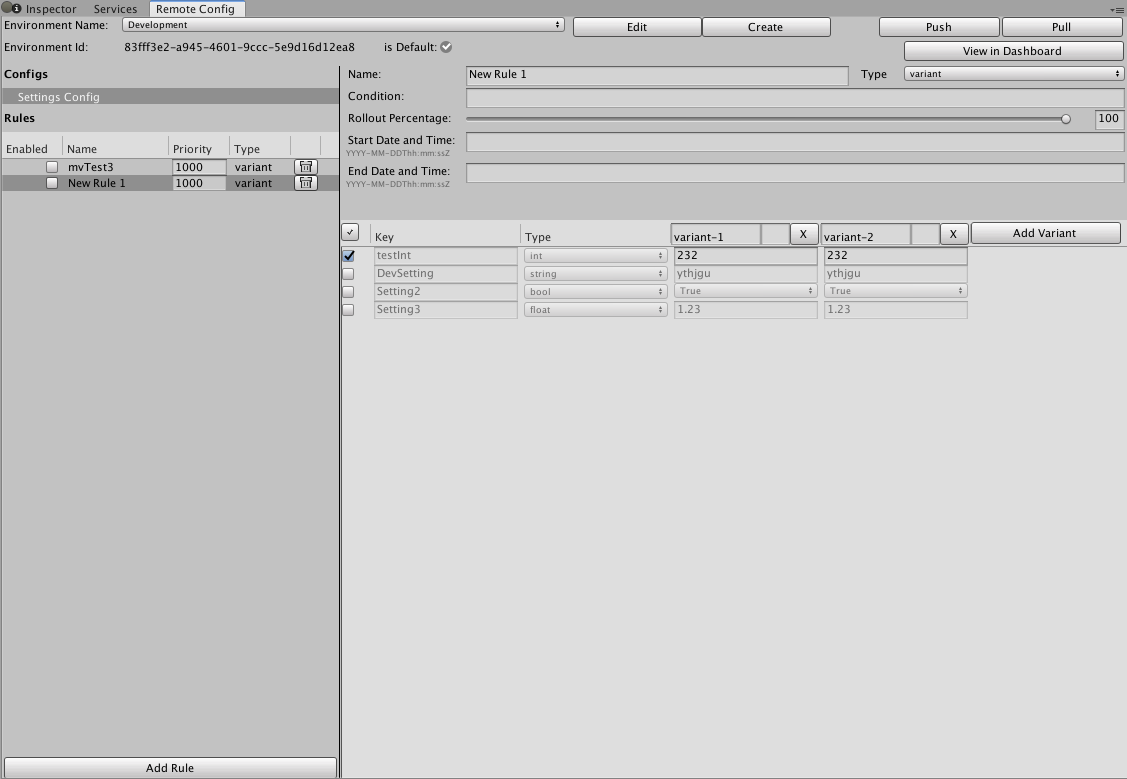 Inspector Services Remote Config
Environment Name: Development Edit Create Push Pull
Environment Id: 83fff3e2-a945-4601-9ccc-5e9d16d12ea8 is Default: View in Dashboard
Configs
Settings Config
Rules
Enabled Name Priority Type
mvTest3 1000 variant
New Rule 1 1000 variant
Add Rule
Name: New Rule 1 Type variant
Condition:
Rollout Percentage: 100
Start Date and Time:
YYYY-MM-DDThh:mm:ssZ
End Date and Time:
YYYY-MM-DDThh:mm:ssZ
Key Type variant-1 X variant-2 X Add Variant
testInt int 232 232
DevSetting string ythjgu ythjgu
Setting2 bool True True
Setting3 float 1.23 1.23